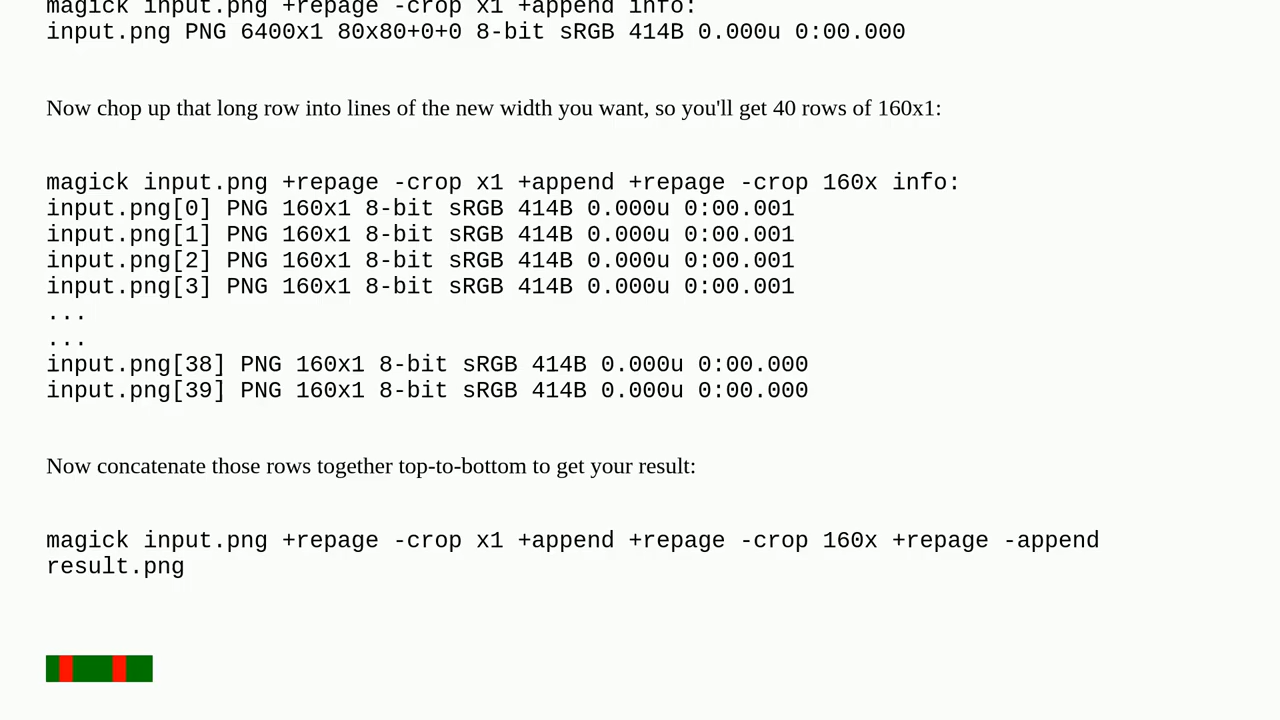 magick input.png +repage -crop x1 +append info:
input.png PNG 6400x1 80x80+0+0 8-bit sRGB 414B 0.000u 0:00.000
Now chop up that long row into lines of the new width you want, so you'll get 40 rows of 160x1:
magick input.png +repage -crop x1 +append +repage -crop 160x info:
input.png[0] PNG 160x1 8-bit sRGB 414B 0.000u 0:00.001
input.png[1] PNG 160x1 8-bit sRGB 414B 0.000u 0:00.001
input.png[2] PNG 160x1 8-bit sRGB 414B 0.000u 0:00.001
input.png[3] PNG 160x1 8-bit sRGB 414B 0.000u 0:00.001
...
...
input.png[38] PNG 160x1 8-bit sRGB 414B 0.000u 0:00.000
input.png[39] PNG 160x1 8-bit sRGB 414B 0.000u 0:00.000
Now concatenate those rows together top-to-bottom to get your result:
magick input.png +repage -crop x1 +append +repage -crop 160x +repage -append
result.png